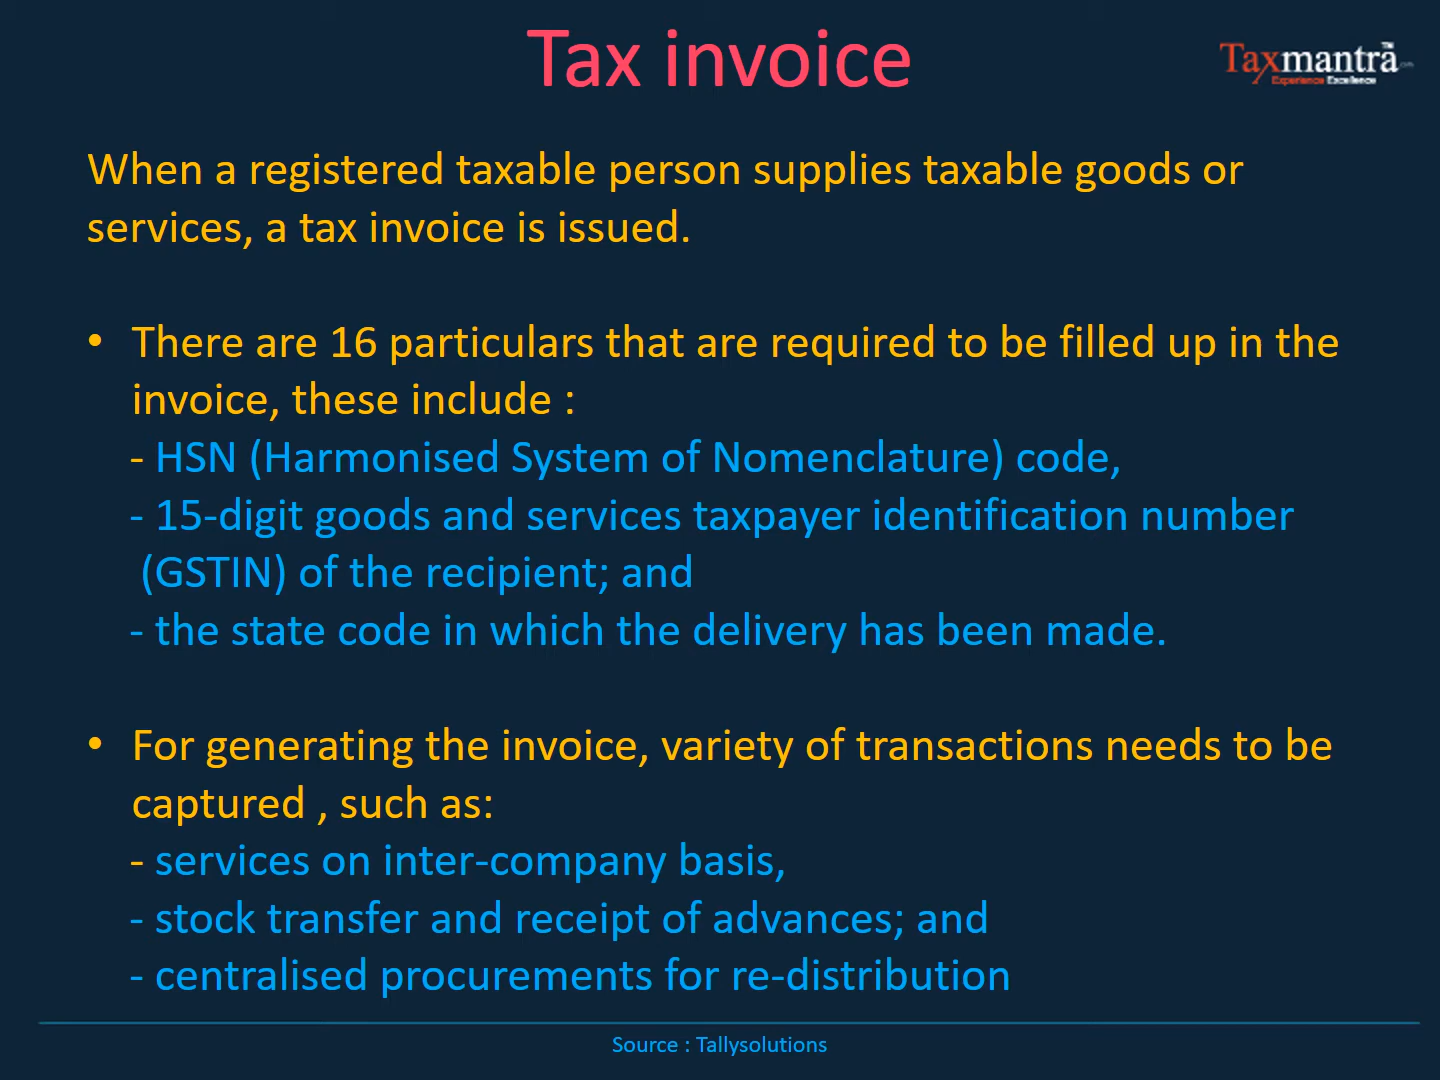 Tax invoice
Taxmantra
Experience Excellence
When a registered taxable person supplies taxable goods or
services, a tax invoice is issued.
• There are 16 particulars that are required to be filled up in the
invoice, these include :
- HSN (Harmonised System of Nomenclature) code,
- 15-digit goods and services taxpayer identification number
(GSTIN) of the recipient; and
- the state code in which the delivery has been made.
• For generating the invoice, variety of transactions needs to be
captured , such as:
- services on inter-company basis,
- stock transfer and receipt of advances; and
- centralised procurements for re-distribution
Source : Tallysolutions